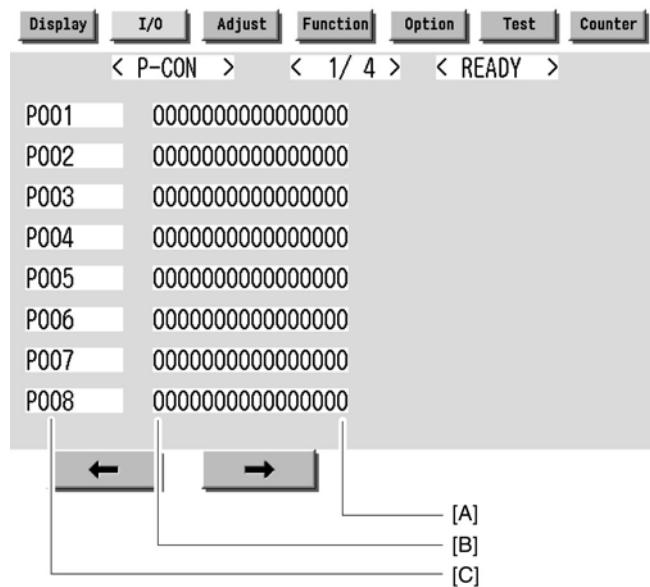 Display I/O Adjust Function Option Test Counter
< P-CON > < 1/ 4 > < READY >
P001 0000000000000000
P002 0000000000000000
P003 0000000000000000
P004 0000000000000000
P005 0000000000000000
P006 0000000000000000
P007 0000000000000000
P008 0000000000000000
← →
[A]
[B]
[C]